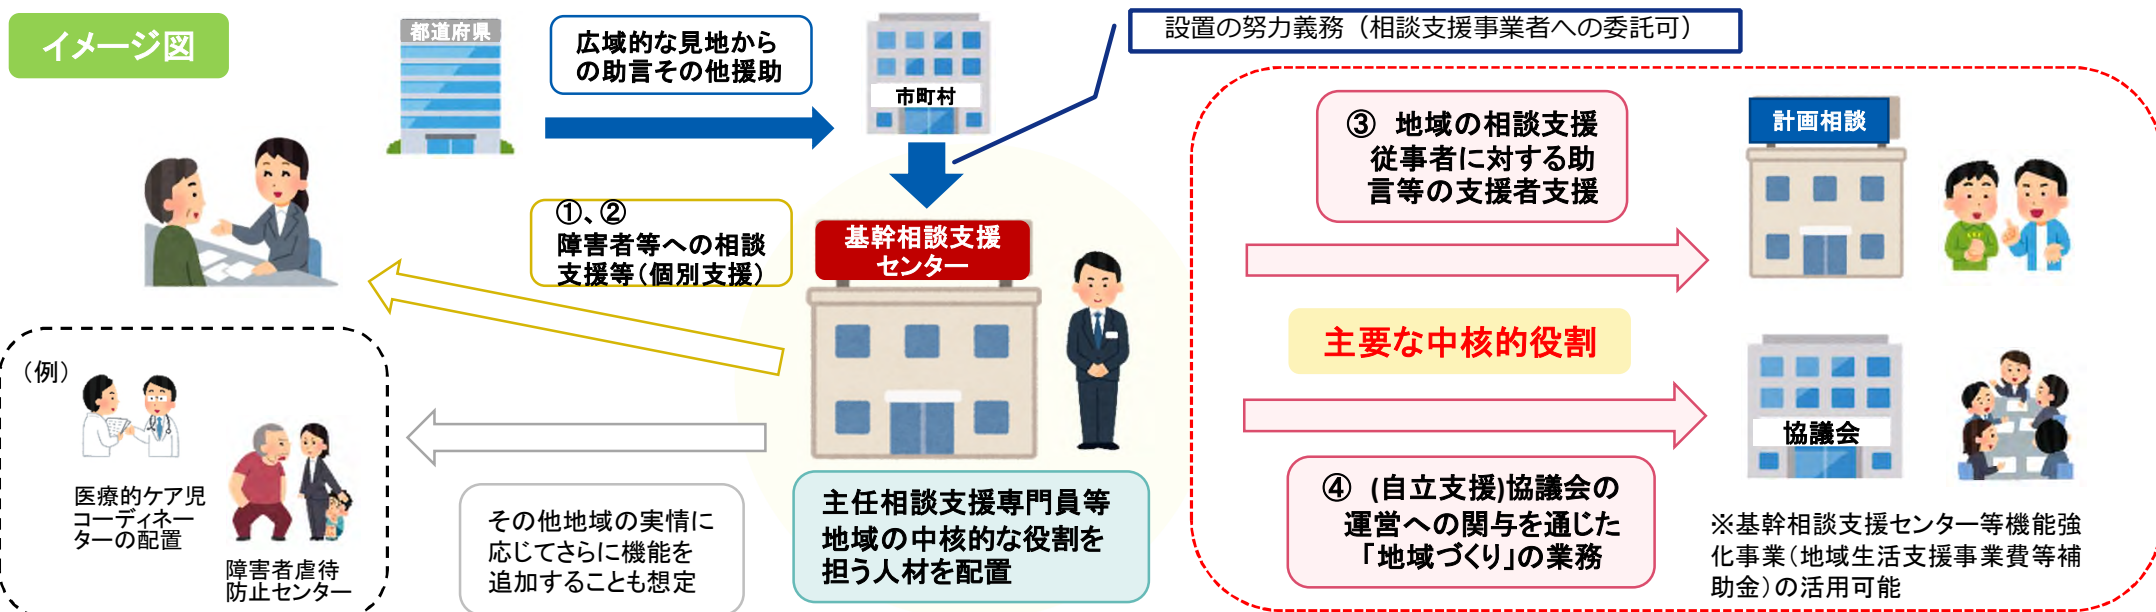 イメージ図
都道府県
広域的な見地から
の助言その他援助
市町村
設置の努力義務（相談支援事業者への委託可）
①、②
障害者等への相談
支援等(個別支援)
基幹相談支援
センター
③ 地域の相談支援
従事者に対する助
言等の支援者支援
計画相談
主要な中核的役割
協議会
④ (自立支援)協議会の
運営への関与を通じた
「地域づくり」の業務
※基幹相談支援センター等機能強
化事業(地域生活支援事業費等補
助金)の活用可能
主任相談支援専門員等
地域の中核的な役割を
担う人材を配置
その他地域の実情に
応じてさらに機能を
追加することも想定
（例）
医療的ケア児
コーディネー
ターの配置
障害者虐待
防止センター